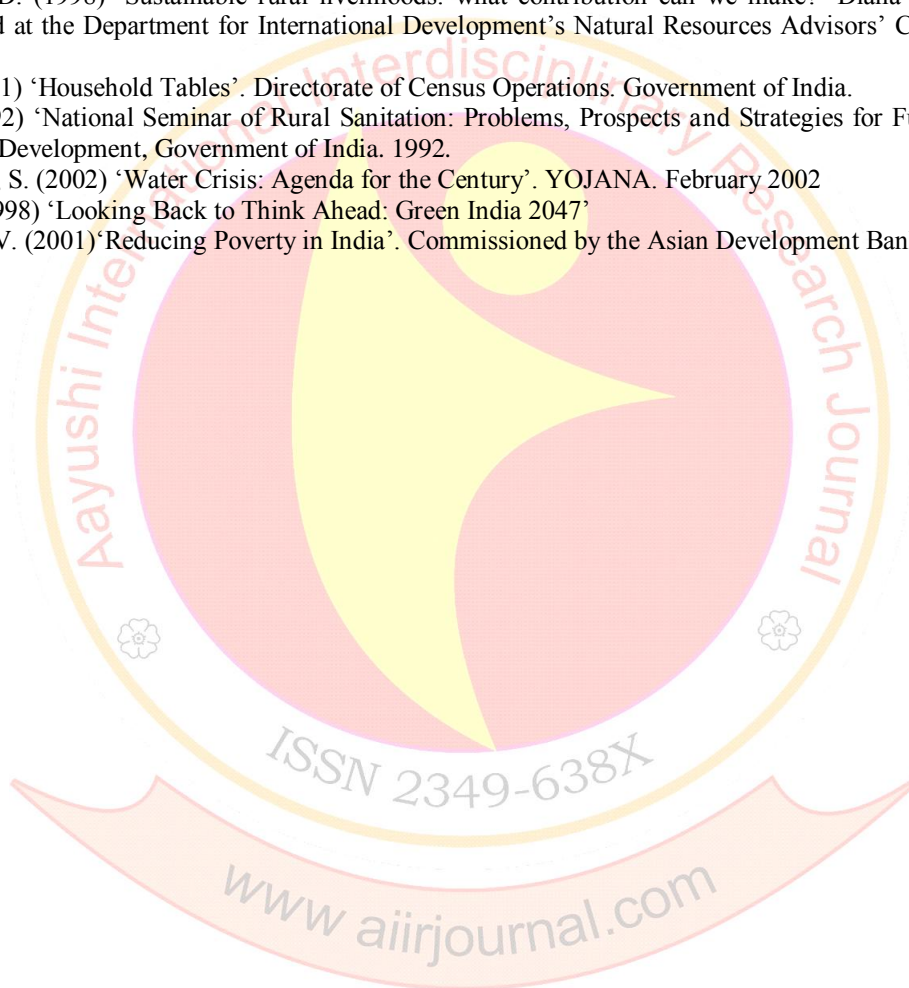 D. (1998) ‘Sustainable rural livelihoods: what contribution can we make?’ Diana
d at the Department for International Development’s Natural Resources Advisors’ C
1) ‘Household Tables’. Directorate of Census Operations. Government of India.
92) ‘National Seminar of Rural Sanitation: Problems, Prospects and Strategies for Fu
Development, Government of India. 1992.
S. (2002) ‘Water Crisis: Agenda for the Century’. YOJANA. February 2002
998) ‘Looking Back to Think Ahead: Green India 2047’
V. (2001)‘Reducing Poverty in India’. Commissioned by the Asian Development Ban
Aayushi International Interdisciplinary Research Journal
ISSN 2349-638X
www aiirjournal.com